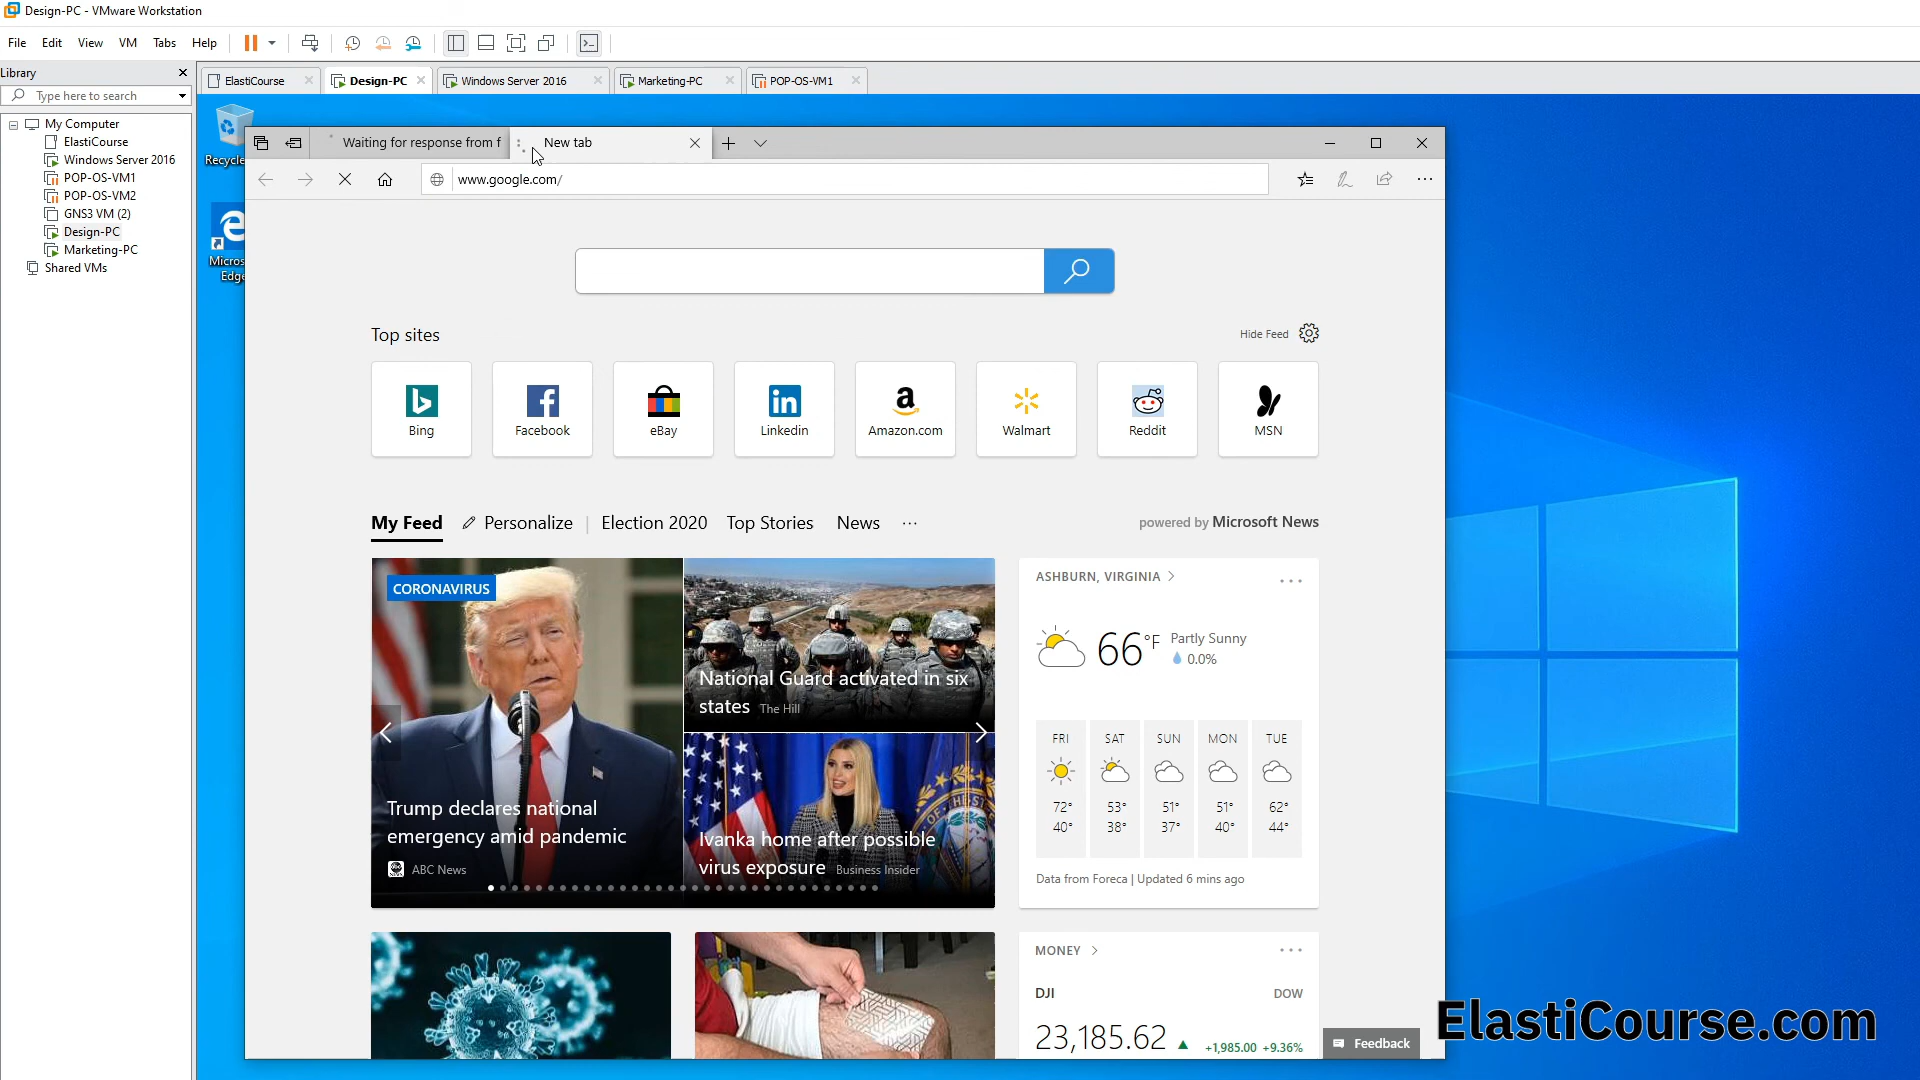 Design-PC - VMware Workstation
File Edit View VM Tabs Help
Library
Type here to search
My Computer
ElastiCourse
Windows Server 2016
POP-OS-VM1
POP-OS-VM2
GNS3 VM (2)
Design-PC
Marketing-PC
Shared VMs
ElastiCourse Design-PC Windows Server 2016 Marketing-PC POP-OS-VM1
Recycle
Micros
Edge
Waiting for response from f New tab
www.google.com/
Top sites Hide Feed
Bing Facebook eBay Linkedin Amazon.com Walmart Reddit MSN
My Feed Personalize Election 2020 Top Stories News ... powered by Microsoft News
CORONAVIRUS
Trump declares national
emergency amid pandemic
ABC News
National Guard activated in six
states The Hill
Ivanka home after possible
virus exposure Business Insider
ASHBURN, VIRGINIA
66°F Partly Sunny
0.0%
FRI SAT SUN MON TUE
72° 53° 51° 51° 62°
40° 38° 37° 40° 44°
Data from Foreca | Updated 6 mins ago
MONEY
DJI DOW
23,185.62 +1,985.00 +9.36%
Feedback
ElastiCourse.com